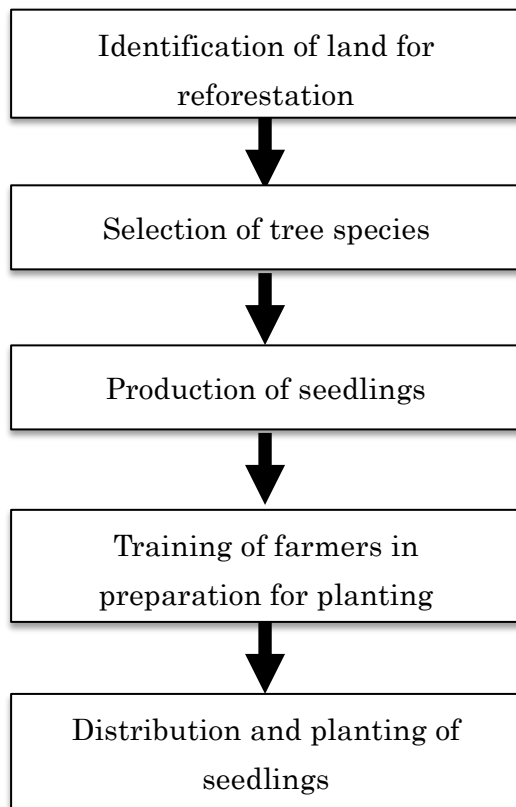 Identification of land for
reforestation
Selection of tree species
Production of seedlings
Training of farmers in
preparation for planting
Distribution and planting of
seedlings